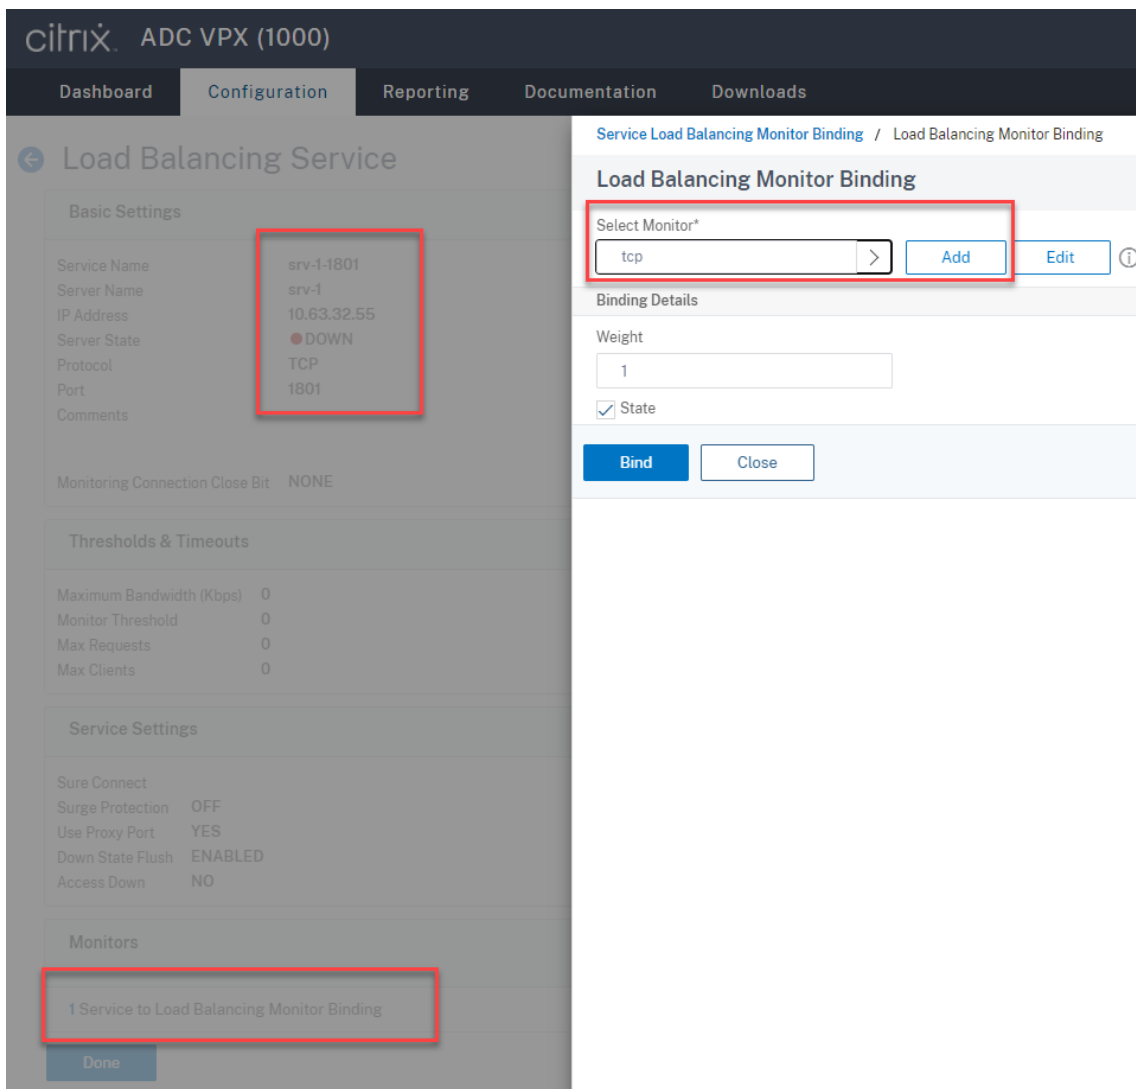 citrix. ADC VPX (1000)
Dashboard Configuration Reporting Documentation Downloads
Load Balancing Service
Basic Settings
Service Name srv-1-1801
Server Name srv-1
IP Address 10.63.32.55
Server State DOWN
Protocol TCP
Port 1801
Comments
Monitoring Connection Close Bit NONE
Thresholds & Timeouts
Maximum Bandwidth (Kbps) 0
Monitor Threshold 0
Max Requests 0
Max Clients 0
Service Settings
Sure Connect
Surge Protection OFF
Use Proxy Port YES
Down State Flush ENABLED
Access Down NO
Monitors
1 Service to Load Balancing Monitor Binding
Done
Service Load Balancing Monitor Binding / Load Balancing Monitor Binding
Load Balancing Monitor Binding
Select Monitor*
tcp > Add Edit
Binding Details
Weight
1
State
Bind Close